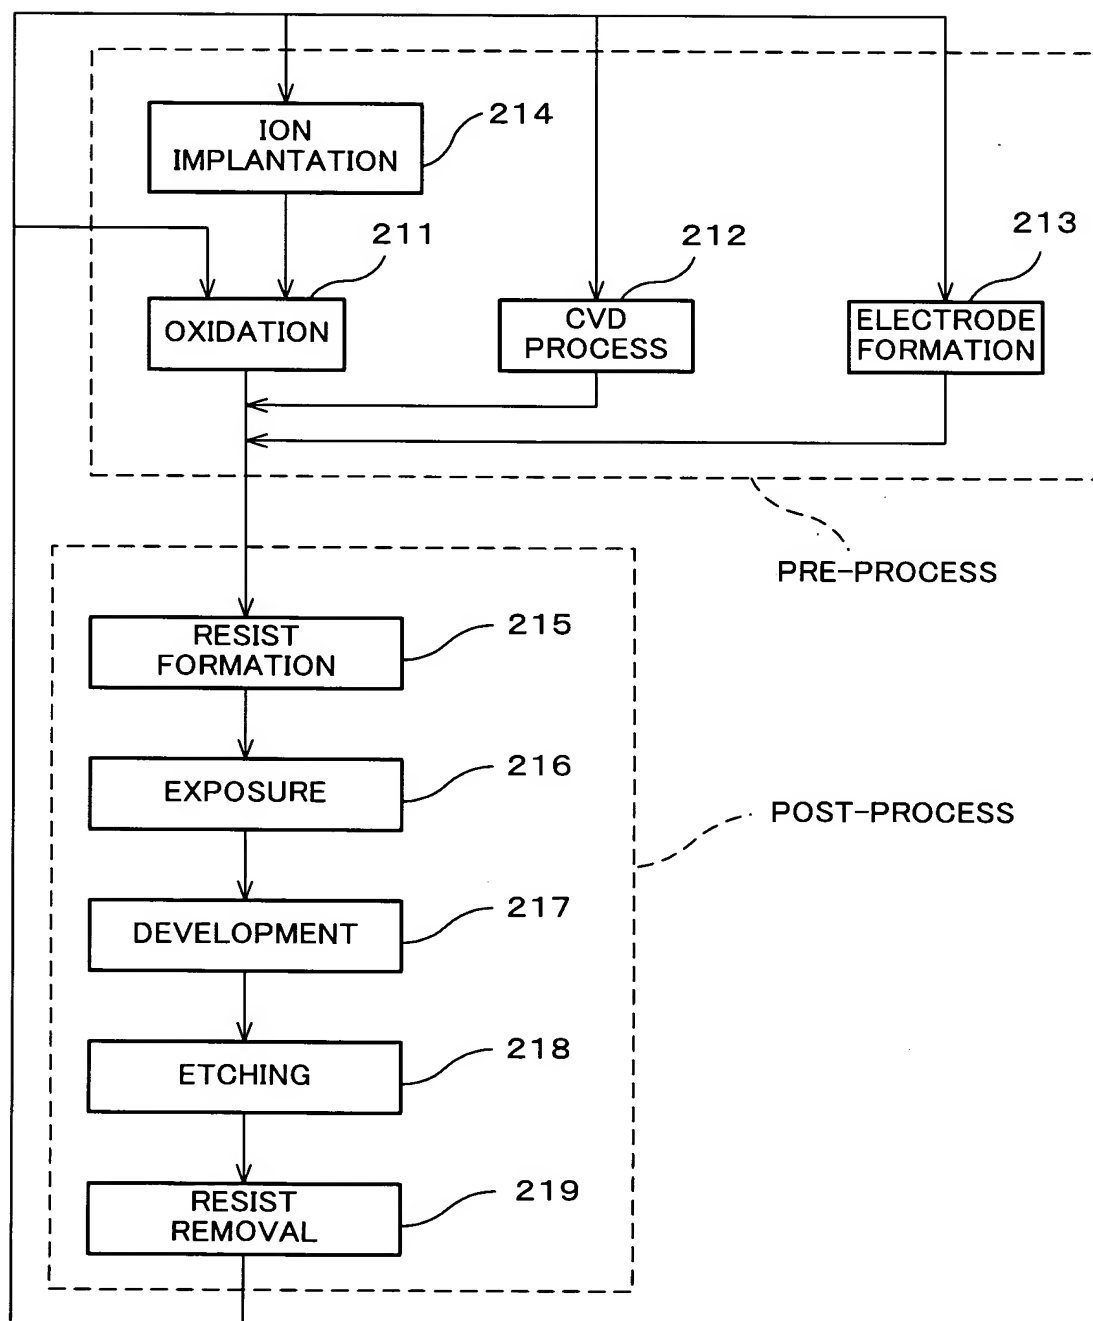 214
ION
IMPLANTATION
211
212
213
OXIDATION
CVD
PROCESS
ELECTRODE
FORMATION
PRE-PROCESS
215
RESIST
FORMATION
216
EXPOSURE
POST-PROCESS
217
DEVELOPMENT
218
ETCHING
219
RESIST
REMOVAL